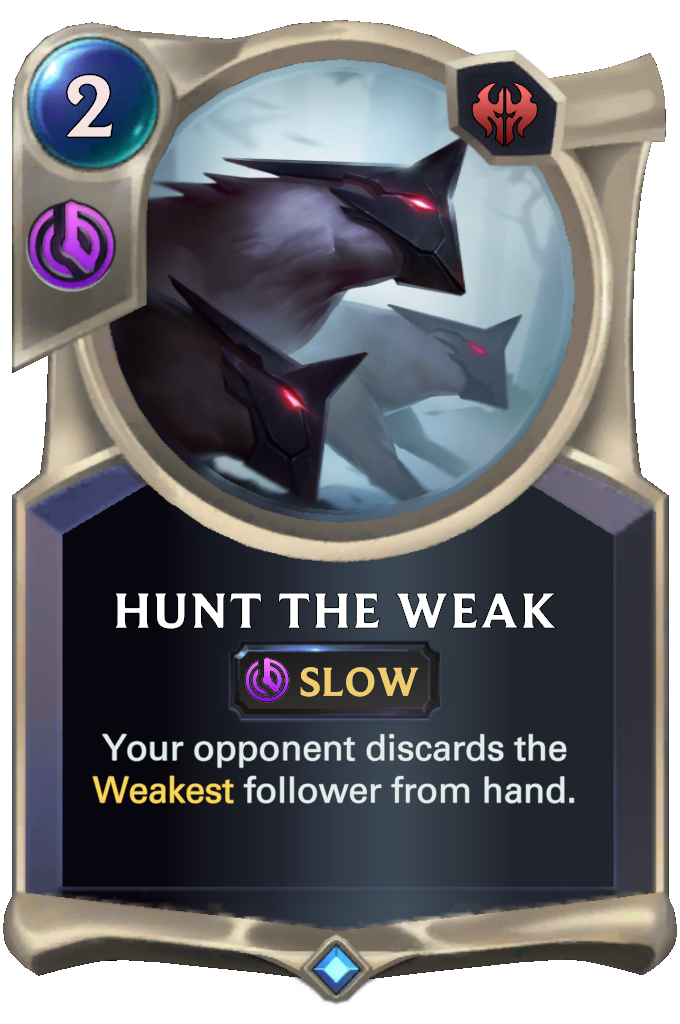 2
HUNT THE WEAK
SLOW
Your opponent discards the
Weakest follower from hand.